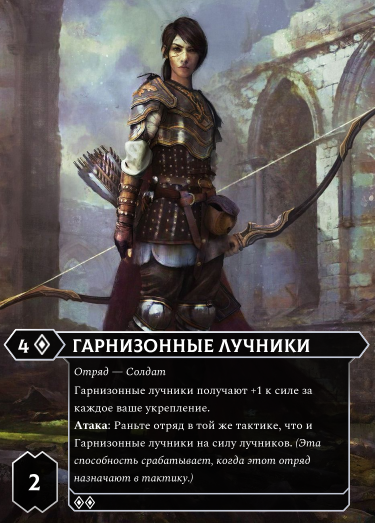 4 ГАРНИЗОННЫЕ ЛУЧНИКИ
Отряд — Солдат
Гарнизонные лучники получают +1 к силе за
каждое ваше укрепление.
Атака: Раньте отряд в той же тактике, что и
Гарнизонные лучники на силу лучников. (Эта
способность срабатывает, когда этот отряд
назначают в тактику.)
2